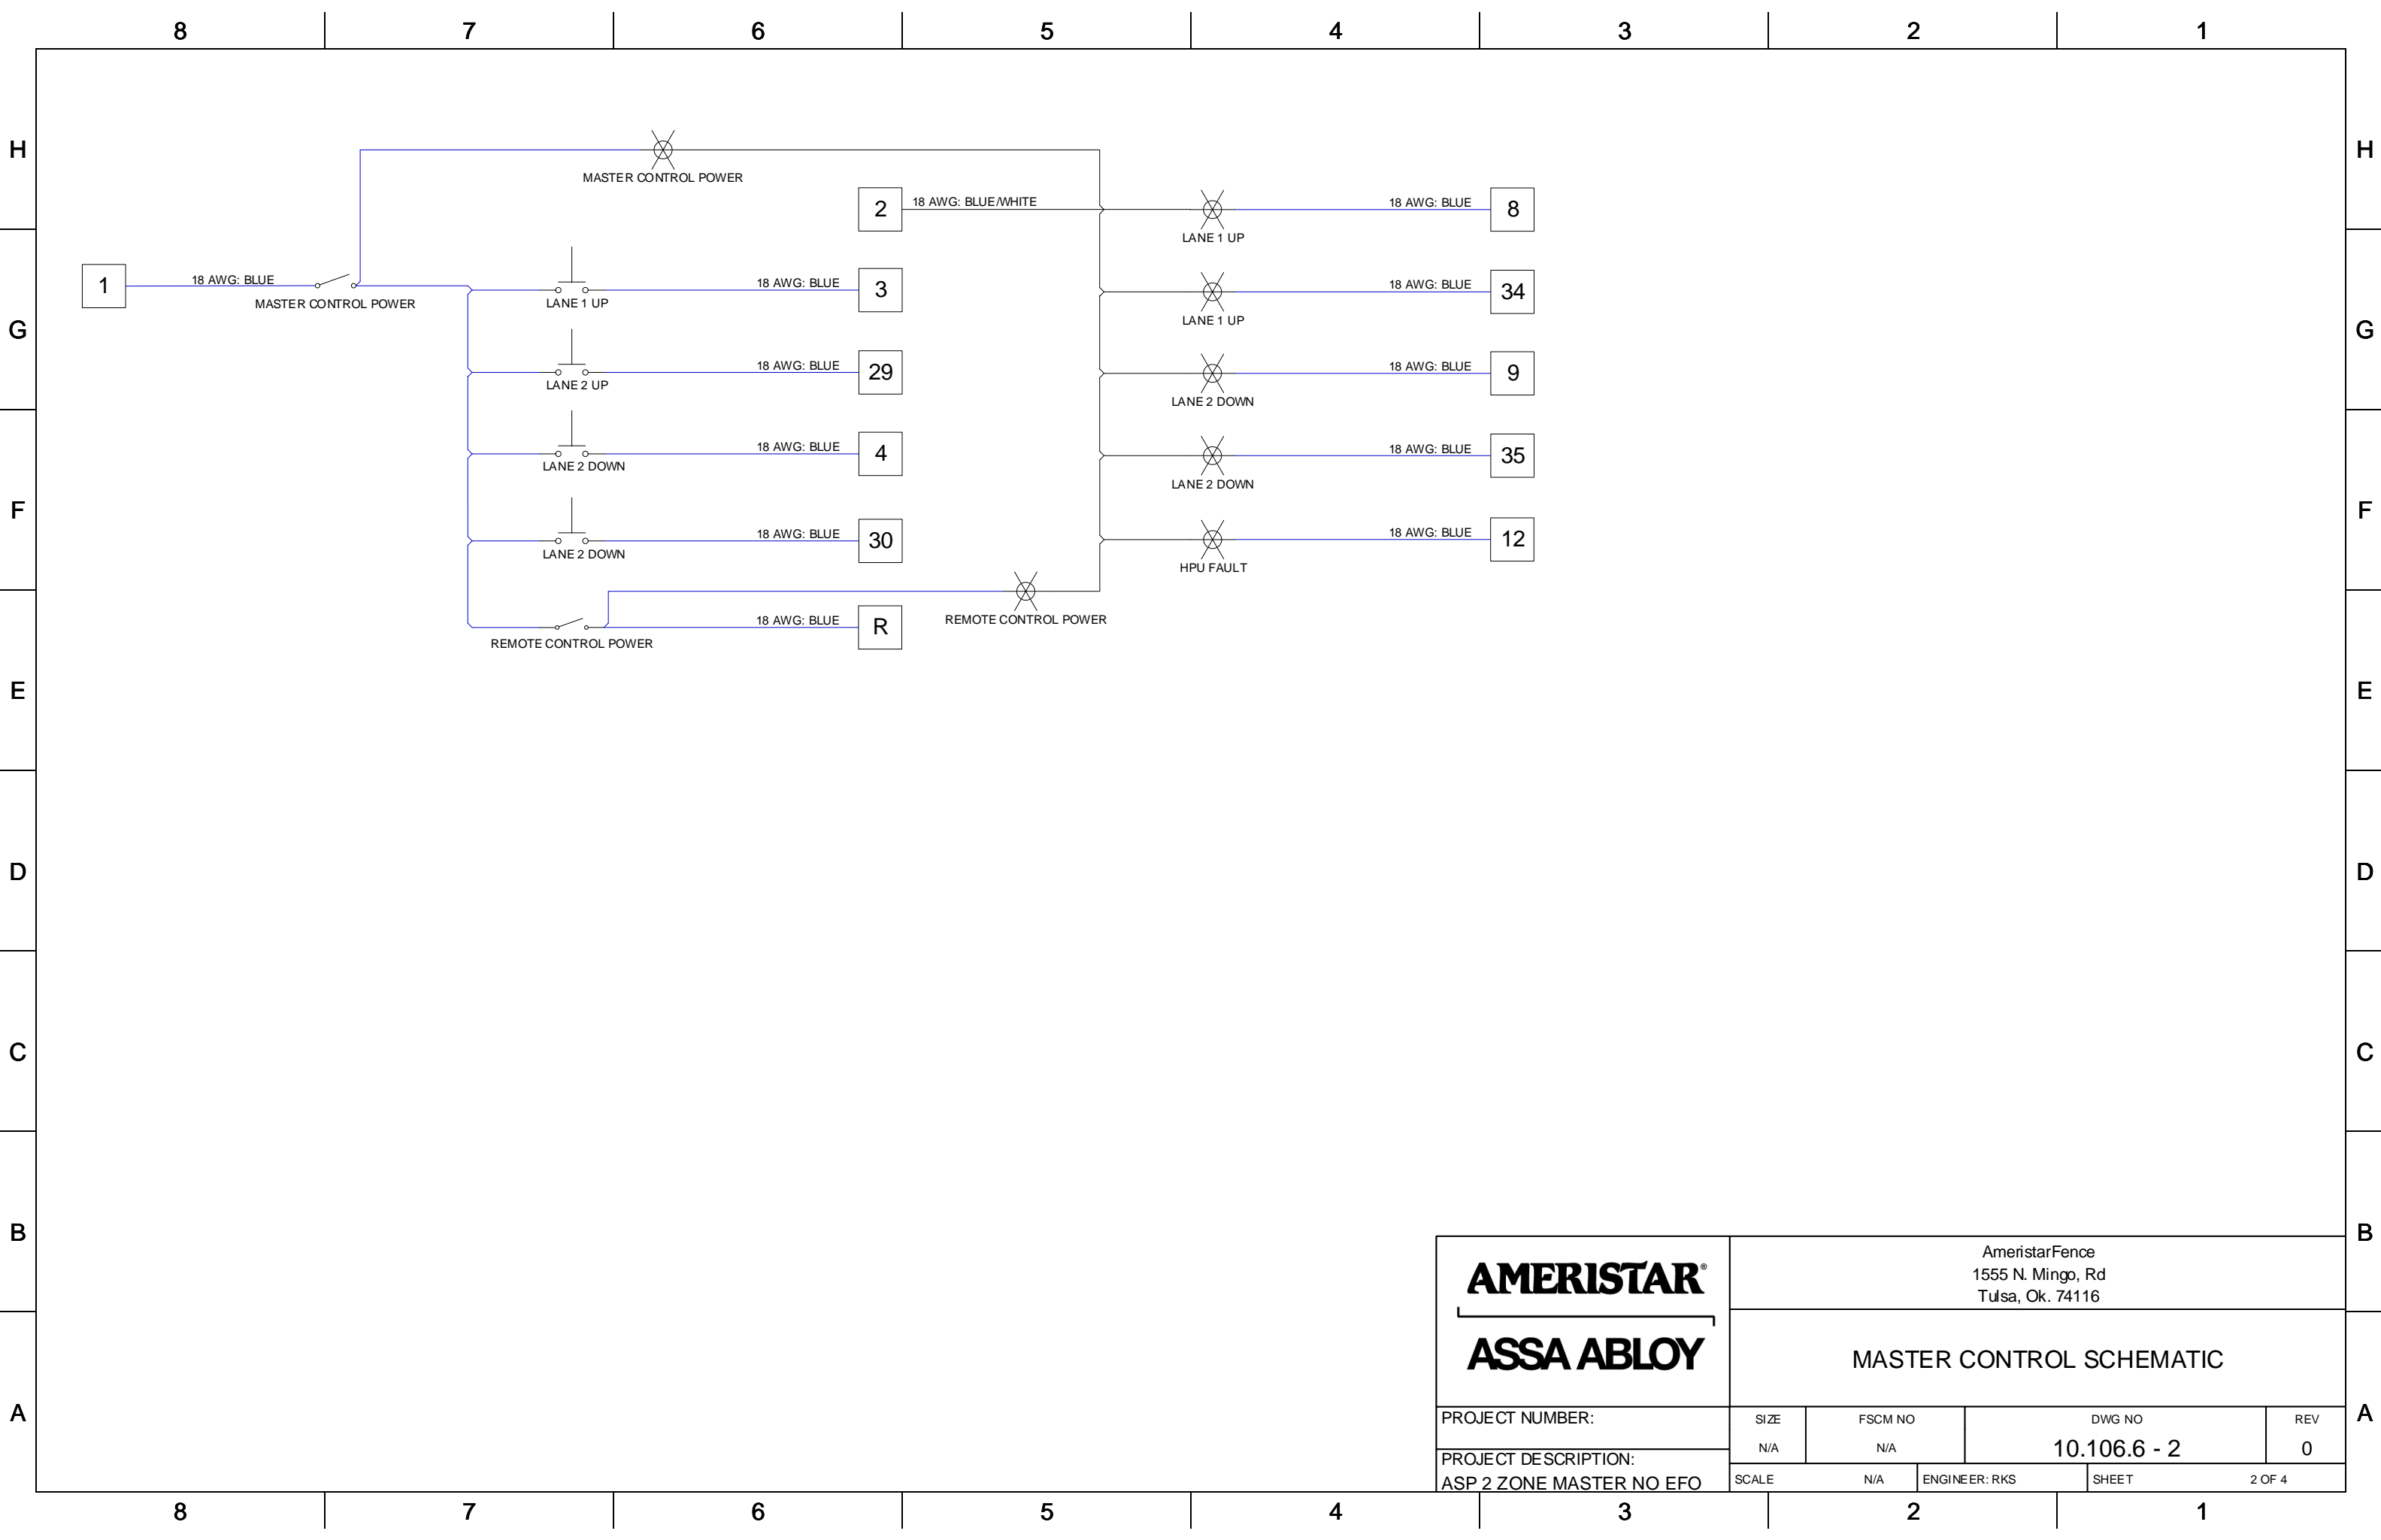 8 7 6 5 4 3 2 1
H H
MASTER CONTROL POWER
2 18 AWG: BLUE/WHITE 18 AWG: BLUE 8
LANE 1 UP
1 18 AWG: BLUE
MASTER CONTROL POWER
18 AWG: BLUE 3
LANE 1 UP
18 AWG: BLUE 34
LANE 1 UP
G G
18 AWG: BLUE 29
LANE 2 UP
18 AWG: BLUE 9
LANE 2 DOWN
18 AWG: BLUE 4
LANE 2 DOWN
18 AWG: BLUE 35
LANE 2 DOWN
F F
18 AWG: BLUE 30
LANE 2 DOWN
18 AWG: BLUE 12
HPU FAULT
18 AWG: BLUE R
REMOTE CONTROL POWER
REMOTE CONTROL POWER
E E
D D
C C
B B
A A
AMERISTAR®
ASSA ABLOY
AmeristarFence
1555 N. Mingo, Rd
Tulsa, Ok. 74116
MASTER CONTROL SCHEMATIC
PROJECT NUMBER:
PROJECT DESCRIPTION:
ASP 2 ZONE MASTER NO EFO
SIZE FSCM NO DWG NO REV
N/A N/A 10.106.6 - 2 0
SCALE N/A ENGINEER: RKS SHEET 2 OF 4
8 7 6 5 4 3 2 1